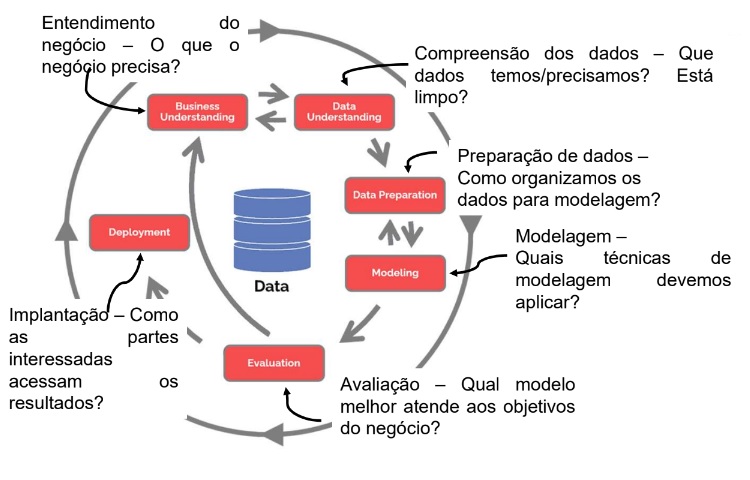 Entendimento do
negócio – O que o
negócio precisa?
Compreensão dos dados – Que
dados temos/precisamos? Está
limpo?
Business
Understanding
Data
Understanding
Preparação de dados –
Como organizamos os
dados para modelagem?
Data Preparation
Deployment
Modelagem –
Quais técnicas de
modelagem devemos
aplicar?
Modeling
Data
Implantação – Como
as partes
interessadas
acessam os
resultados?
Evaluation
Avaliação – Qual modelo
melhor atende aos objetivos
do negócio?